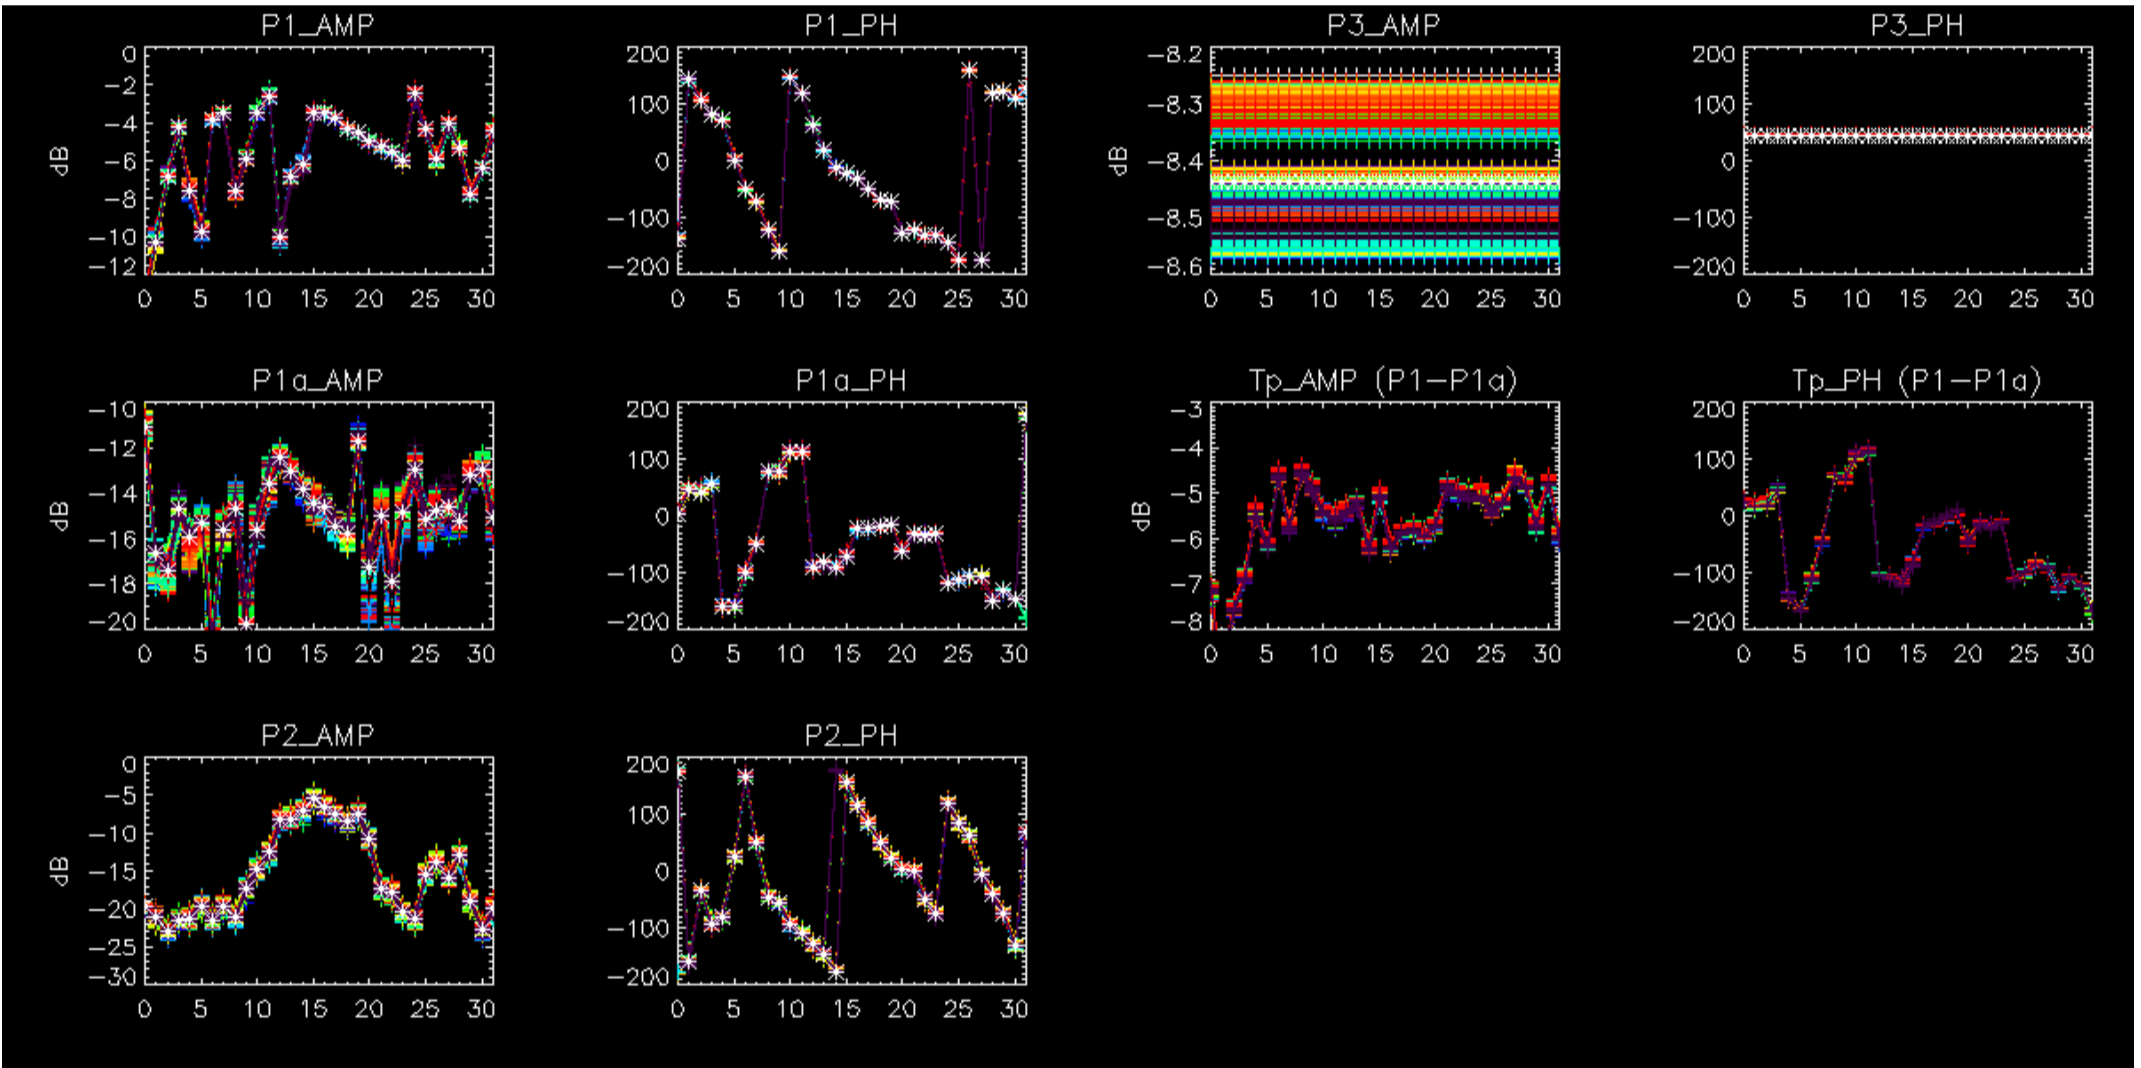 P1_AMP
dB
0
-2
-4
-6
-8
-10
-12
0 5 10 15 20 25 30
P1_PH
200
100
0
-100
-200
0 5 10 15 20 25 30
P3_AMP
dB
-8.2
-8.3
-8.4
-8.5
-8.6
0 5 10 15 20 25 30
P3_PH
200
100
0
-100
-200
0 5 10 15 20 25 30
P1a_AMP
dB
-10
-12
-14
-16
-18
-20
0 5 10 15 20 25 30
P1a_PH
200
100
0
-100
-200
0 5 10 15 20 25 30
Tp_AMP (P1-P1a)
dB
-3
-4
-5
-6
-7
-8
0 5 10 15 20 25 30
Tp_PH (P1-P1a)
200
100
0
-100
-200
0 5 10 15 20 25 30
P2_AMP
dB
0
-5
-10
-15
-20
-25
-30
0 5 10 15 20 25 30
P2_PH
200
100
0
-100
-200
0 5 10 15 20 25 30